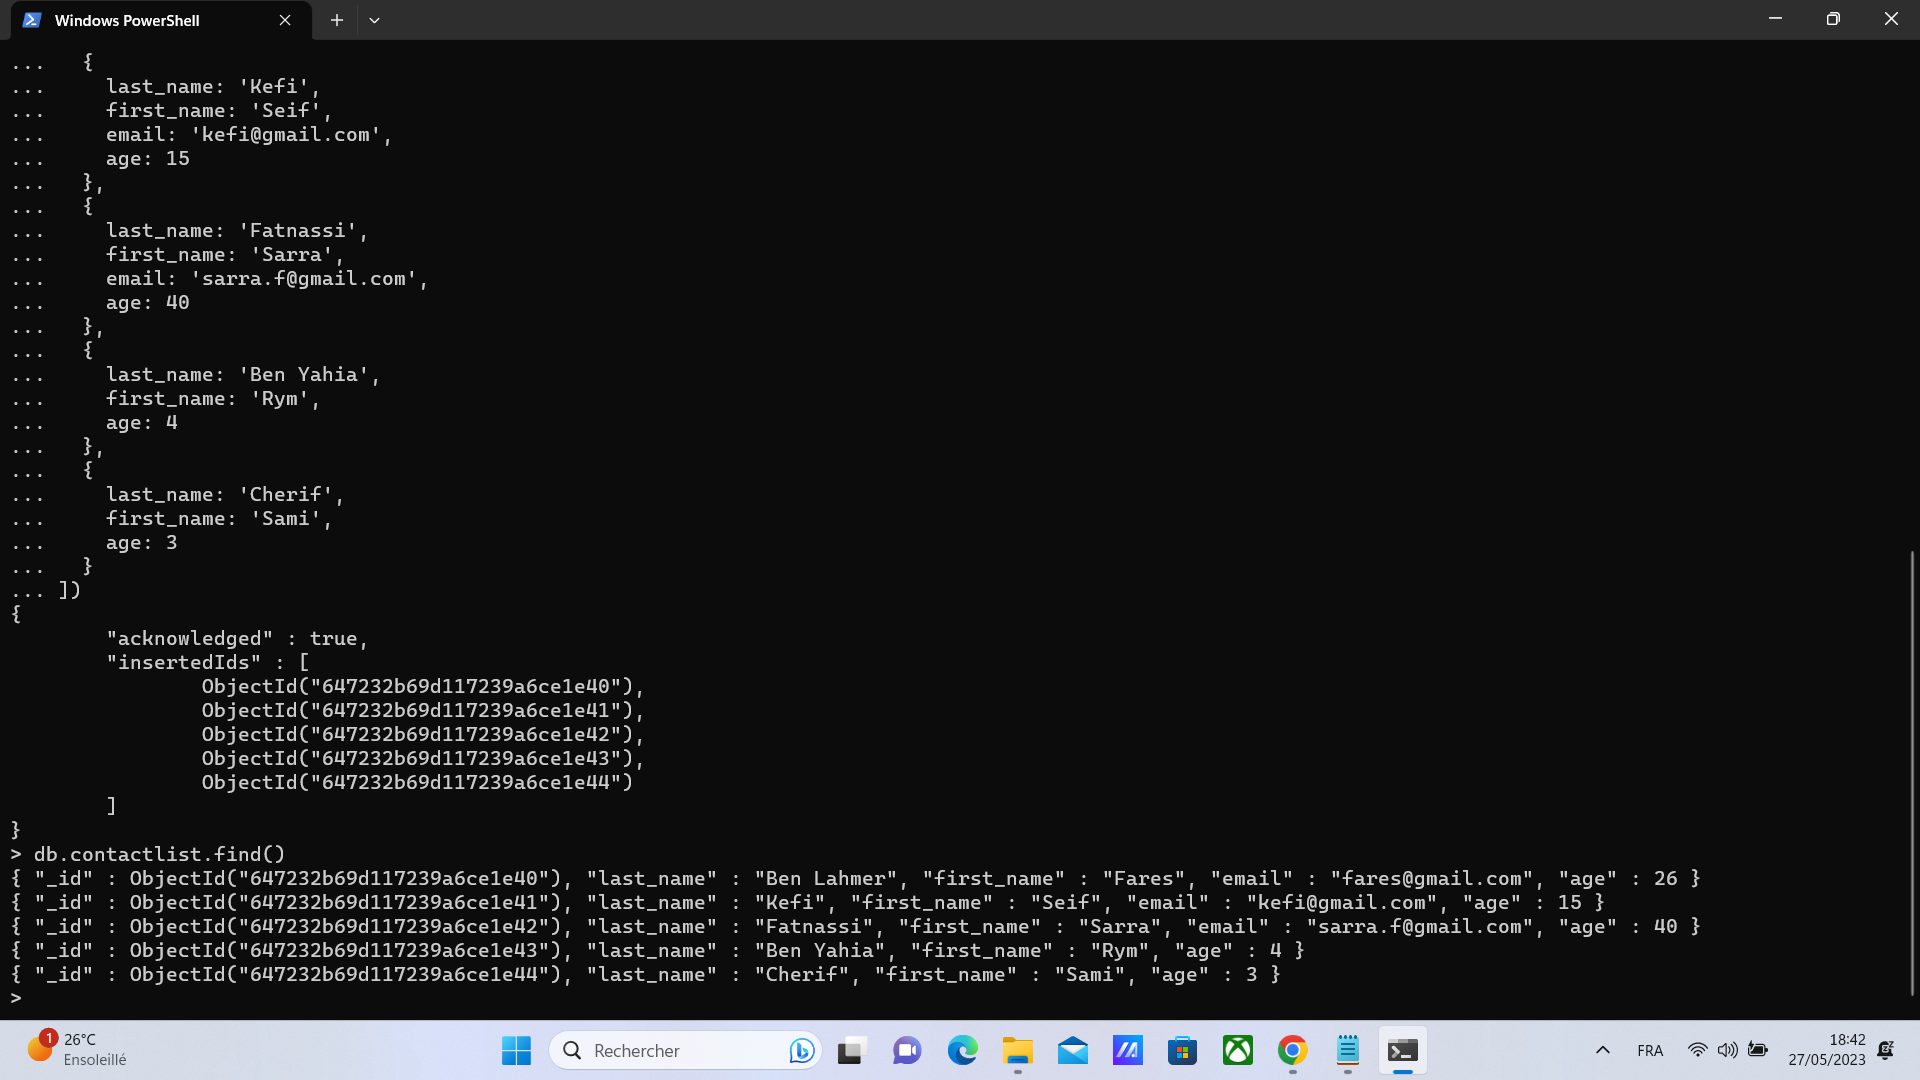 Windows PowerShell
...   {
...     last_name: 'Kefi',
...     first_name: 'Seif',
...     email: 'kefi@gmail.com',
...     age: 15
...   },
...   {
...     last_name: 'Fatnassi',
...     first_name: 'Sarra',
...     email: 'sarra.f@gmail.com',
...     age: 40
...   },
...   {
...     last_name: 'Ben Yahia',
...     first_name: 'Rym',
...     age: 4
...   },
...   {
...     last_name: 'Cherif',
...     first_name: 'Sami',
...     age: 3
...   }
... ])
{
        "acknowledged" : true,
        "insertedIds" : [
                ObjectId("647232b69d117239a6ce1e40"),
                ObjectId("647232b69d117239a6ce1e41"),
                ObjectId("647232b69d117239a6ce1e42"),
                ObjectId("647232b69d117239a6ce1e43"),
                ObjectId("647232b69d117239a6ce1e44")
        ]
}
> db.contactlist.find()
{ "_id" : ObjectId("647232b69d117239a6ce1e40"), "last_name" : "Ben Lahmer", "first_name" : "Fares", "email" : "fares@gmail.com", "age" : 26 }
{ "_id" : ObjectId("647232b69d117239a6ce1e41"), "last_name" : "Kefi", "first_name" : "Seif", "email" : "kefi@gmail.com", "age" : 15 }
{ "_id" : ObjectId("647232b69d117239a6ce1e42"), "last_name" : "Fatnassi", "first_name" : "Sarra", "email" : "sarra.f@gmail.com", "age" : 40 }
{ "_id" : ObjectId("647232b69d117239a6ce1e43"), "last_name" : "Ben Yahia", "first_name" : "Rym", "age" : 4 }
{ "_id" : ObjectId("647232b69d117239a6ce1e44"), "last_name" : "Cherif", "first_name" : "Sami", "age" : 3 }
>
1
26°C
Ensoleillé
Rechercher
FRA
18:42
27/05/2023